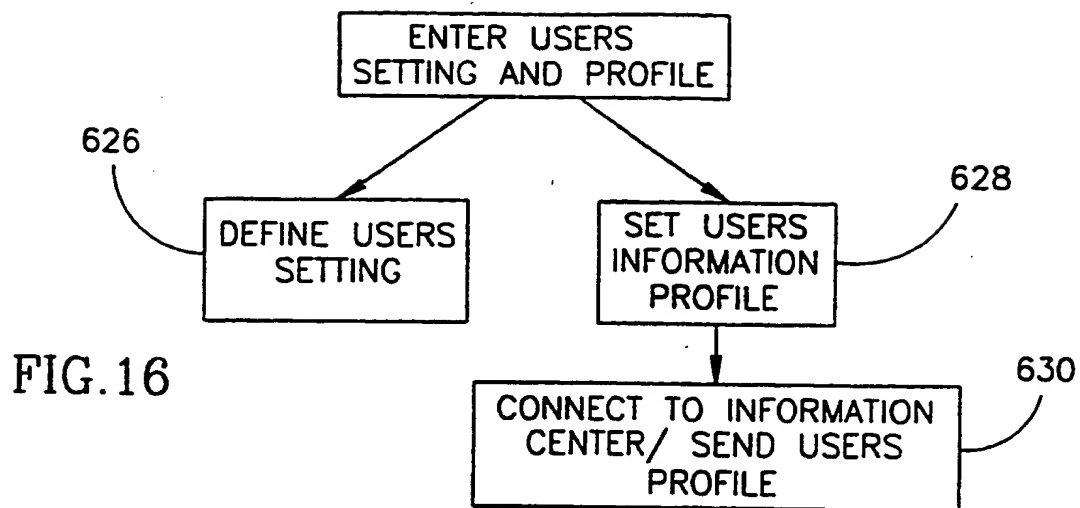 ENTER USERS
SETTING AND PROFILE
626
628
DEFINE USERS
SETTING
SET USERS
INFORMATION
PROFILE
FIG.16
630
CONNECT TO INFORMATION
CENTER/ SEND USERS
PROFILE